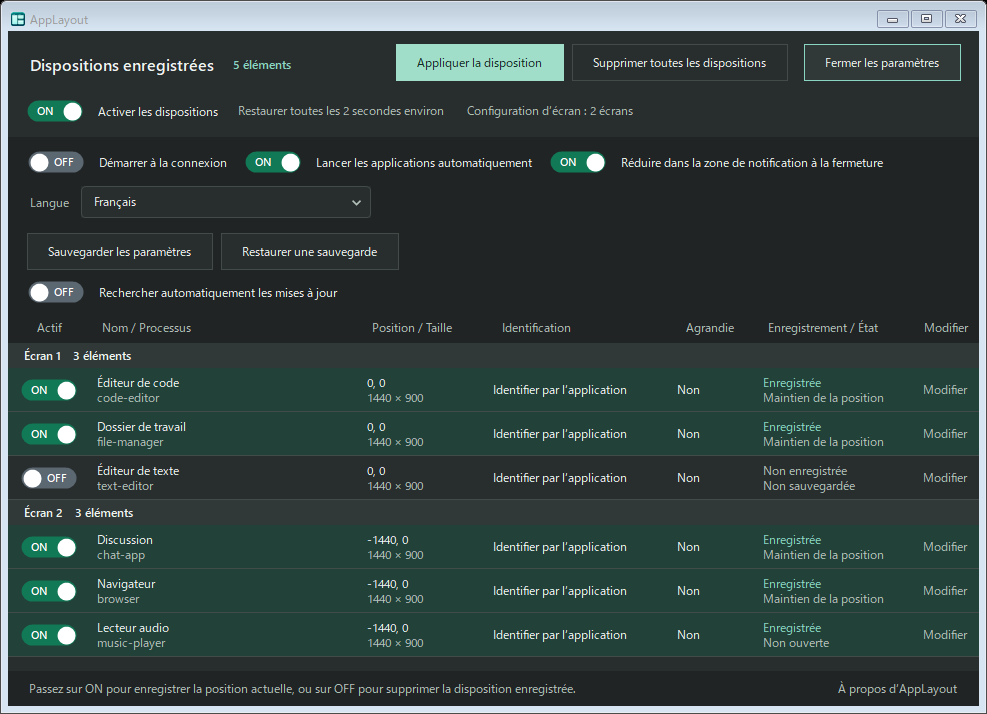 AppLayout
Dispositions enregistrées 5 éléments Appliquer la disposition Supprimer toutes les dispositions Fermer les paramètres
ON Activer les dispositions Restaurer toutes les 2 secondes environ Configuration d’écran : 2 écrans
OFF Démarrer à la connexion ON Lancer les applications automatiquement ON Réduire dans la zone de notification à la fermeture
Langue Français
Sauvegarder les paramètres Restaurer une sauvegarde
OFF Rechercher automatiquement les mises à jour
Actif Nom / Processus Position / Taille Identification Agrandie Enregistrement / État Modifier
Écran 1 3 éléments
ON Éditeur de code 0, 0 Identifier par l’application Non Enregistrée Modifier
code-editor 1440 × 900 Maintien de la position
ON Dossier de travail 0, 0 Identifier par l’application Non Enregistrée Modifier
file-manager 1440 × 900 Maintien de la position
OFF Éditeur de texte 0, 0 Identifier par l’application Non Non enregistrée Modifier
text-editor 1440 × 900 Non sauvegardée
Écran 2 3 éléments
ON Discussion -1440, 0 Identifier par l’application Non Enregistrée Modifier
chat-app 1440 × 900 Maintien de la position
ON Navigateur -1440, 0 Identifier par l’application Non Enregistrée Modifier
browser 1440 × 900 Maintien de la position
ON Lecteur audio -1440, 0 Identifier par l’application Non Enregistrée Modifier
music-player 1440 × 900 Non ouverte
Passez sur ON pour enregistrer la position actuelle, ou sur OFF pour supprimer la disposition enregistrée. À propos d’AppLayout